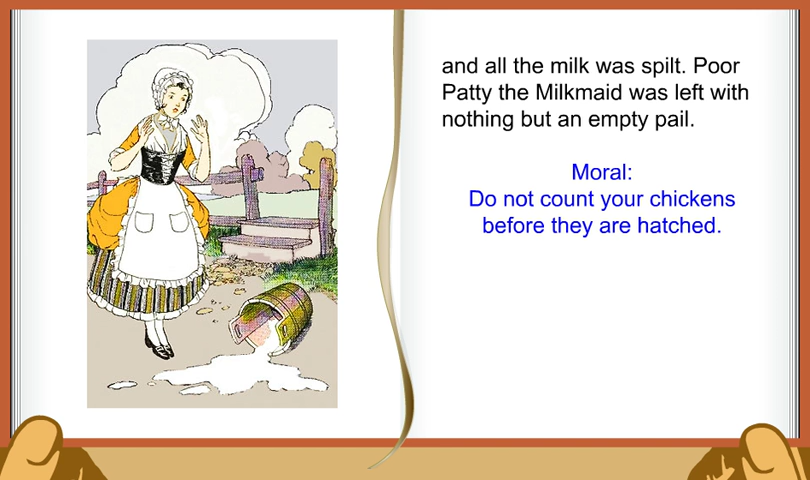 and all the milk was spilt. Poor
Patty the Milkmaid was left with
nothing but an empty pail.
Moral:
Do not count your chickens
before they are hatched.